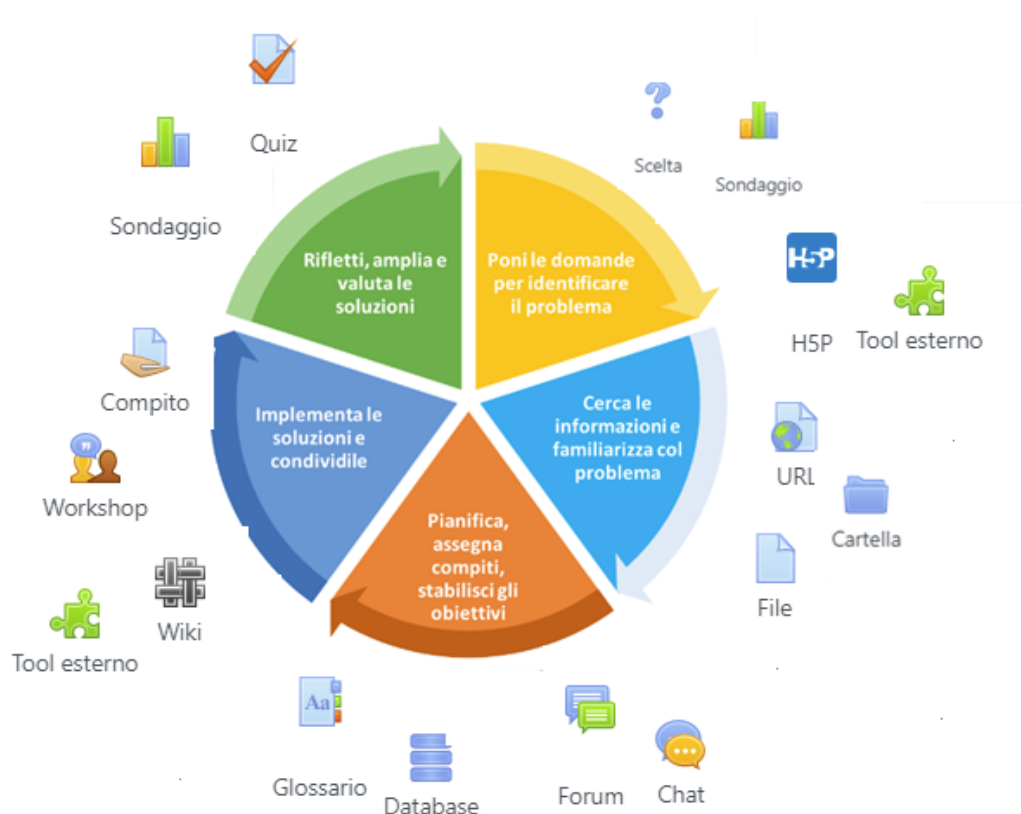 Quiz
Sondaggio
Scelta
Sondaggio
H5P
H5P
Tool esterno
Rifletti, amplia e
valuta le
soluzioni
Poni le domande
per identificare
il problema
Cerca le
informazioni e
familiarizza col
problema
Pianifica,
assegna
compiti,
stabilisci gli
obiettivi
Implementa le
soluzioni e
condividile
URL
Cartella
File
Compito
Workshop
Wiki
Tool esterno
Aa
Glossario
Database
Forum
Chat